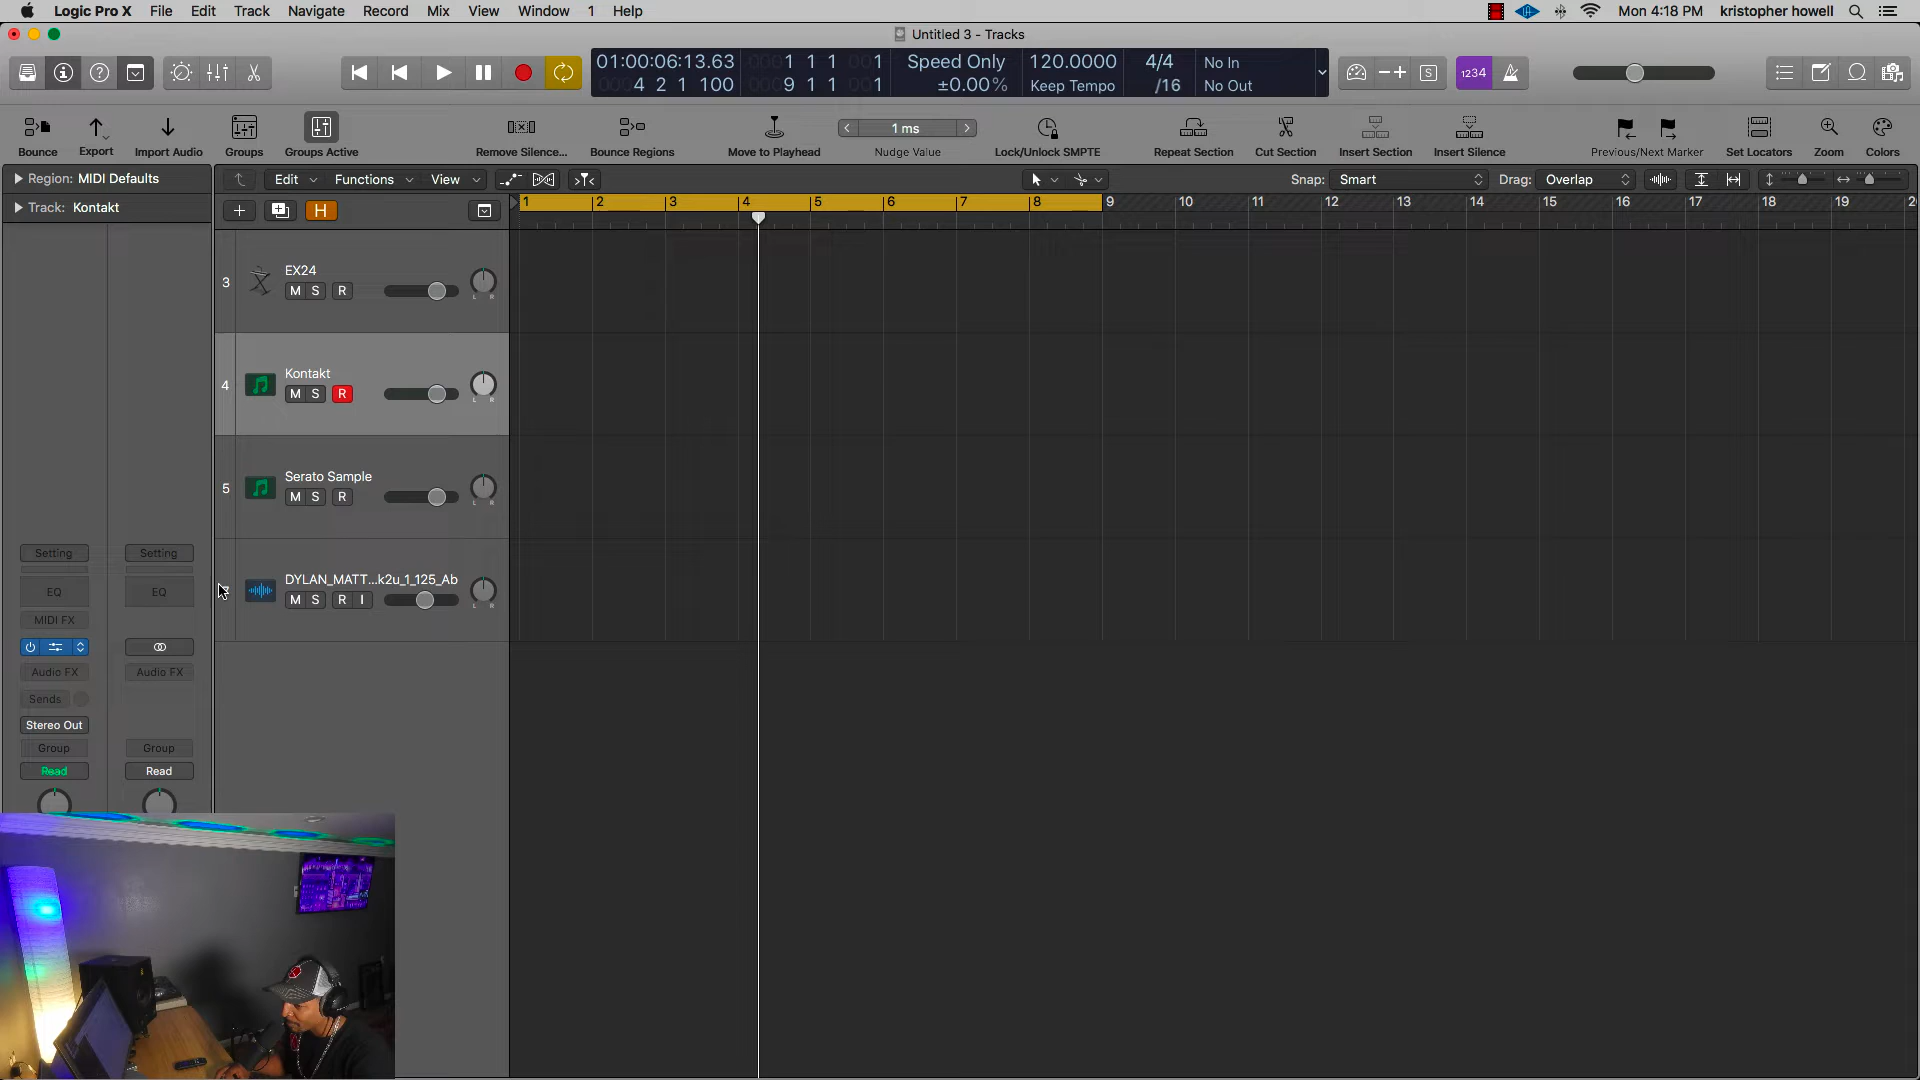 Logic Pro X File Edit Track Navigate Record Mix View Window 1 Help Mon 4:18 PM kristopher howell
Untitled 3 - Tracks
01:00:06:13.63 1 1 1 1 Speed Only 120.0000 4/4 No In
4 2 1 100 9 1 1 1 ±0.00% Keep Tempo /16 No Out
1234
S
1 ms
Bounce Export Import Audio Groups Groups Active Remove Silence... Bounce Regions Move to Playhead Nudge Value Lock/Unlock SMPTE Repeat Section Cut Section Insert Section Insert Silence Previous/Next Marker Set Locators Zoom Colors
Region: MIDI Defaults Edit Functions View Snap: Smart Drag: Overlap
Track: Kontakt H 1 2 3 4 5 6 7 8 9 10 11 12 13 14 15 16 17 18 19
3 EX24
M S R L R
4 Kontakt
M S R L R
5 Serato Sample
M S R L R
DYLAN_MATT...k2u_1_125_Ab
M S R I L R
Setting Setting
EQ EQ
MIDI FX
Audio FX Audio FX
Sends
Stereo Out
Group Group
Read Read